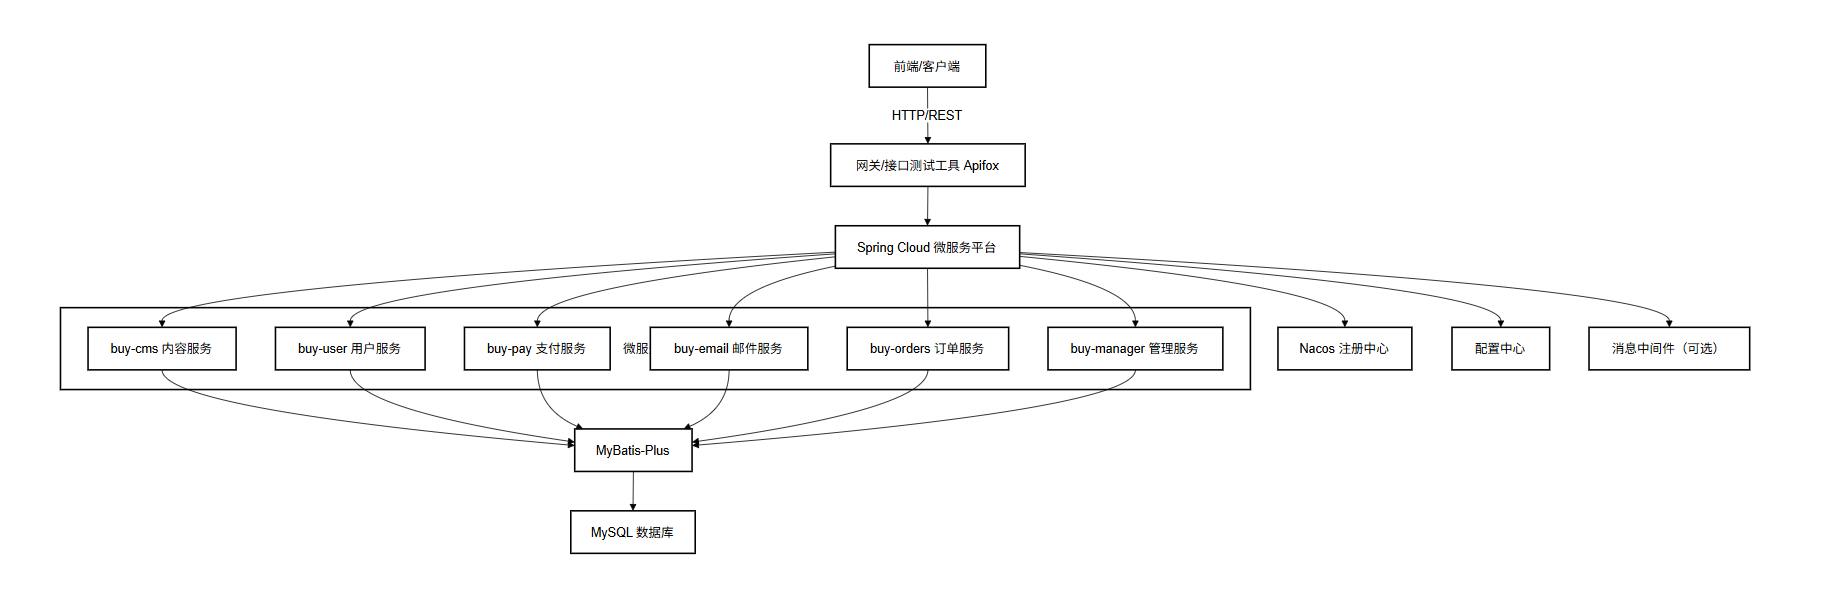 前端/客户端
HTTP/REST
网关/接口测试工具 Apifox
Spring Cloud 微服务平台
buy-cms 内容服务
buy-user 用户服务
buy-pay 支付服务
微服
buy-email 邮件服务
buy-orders 订单服务
buy-manager 管理服务
Nacos 注册中心
配置中心
消息中间件（可选）
MyBatis-Plus
MySQL 数据库